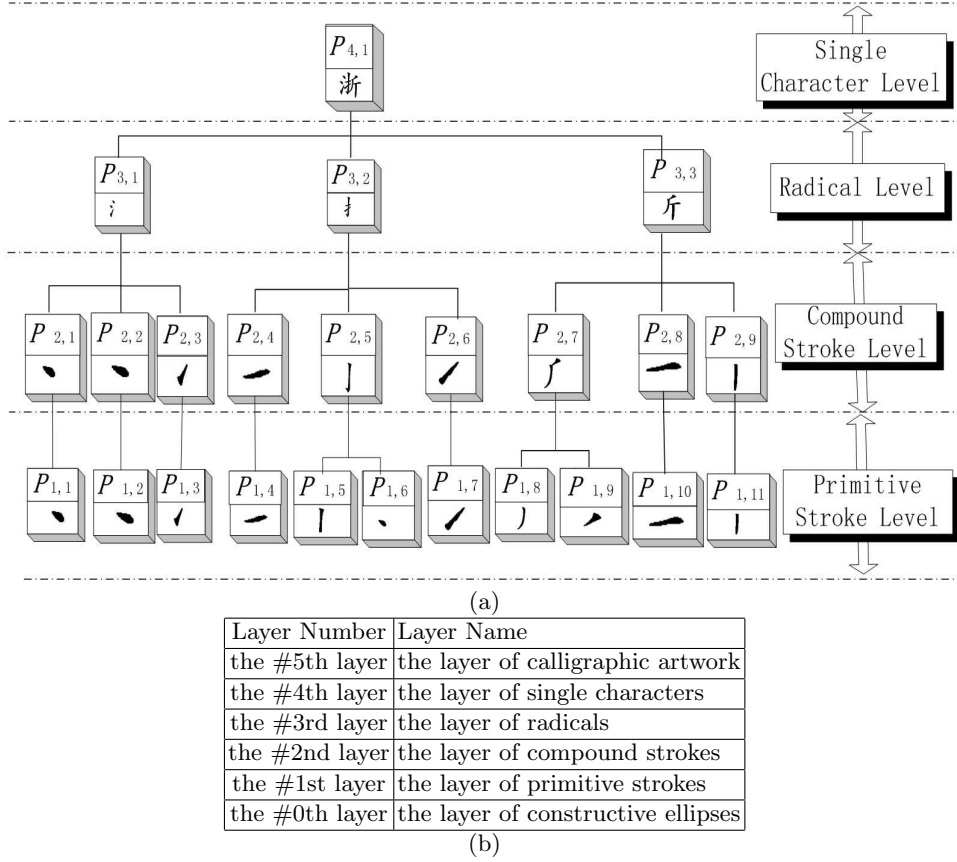 P4,1
浙
Single
Character Level
P3,1
氵
P3,2
扌
P3,3
斤
Radical Level
P2,1
P2,2
P2,3
P2,4
P2,5
P2,6
P2,7
P2,8
P2,9
Compound
Stroke Level
P1,1
P1,2
P1,3
P1,4
P1,5
P1,6
P1,7
P1,8
P1,9
P1,10
P1,11
Primitive
Stroke Level
(a)
Layer Number Layer Name
the #5th layer the layer of calligraphic artwork
the #4th layer the layer of single characters
the #3rd layer the layer of radicals
the #2nd layer the layer of compound strokes
the #1st layer the layer of primitive strokes
the #0th layer the layer of constructive ellipses
(b)